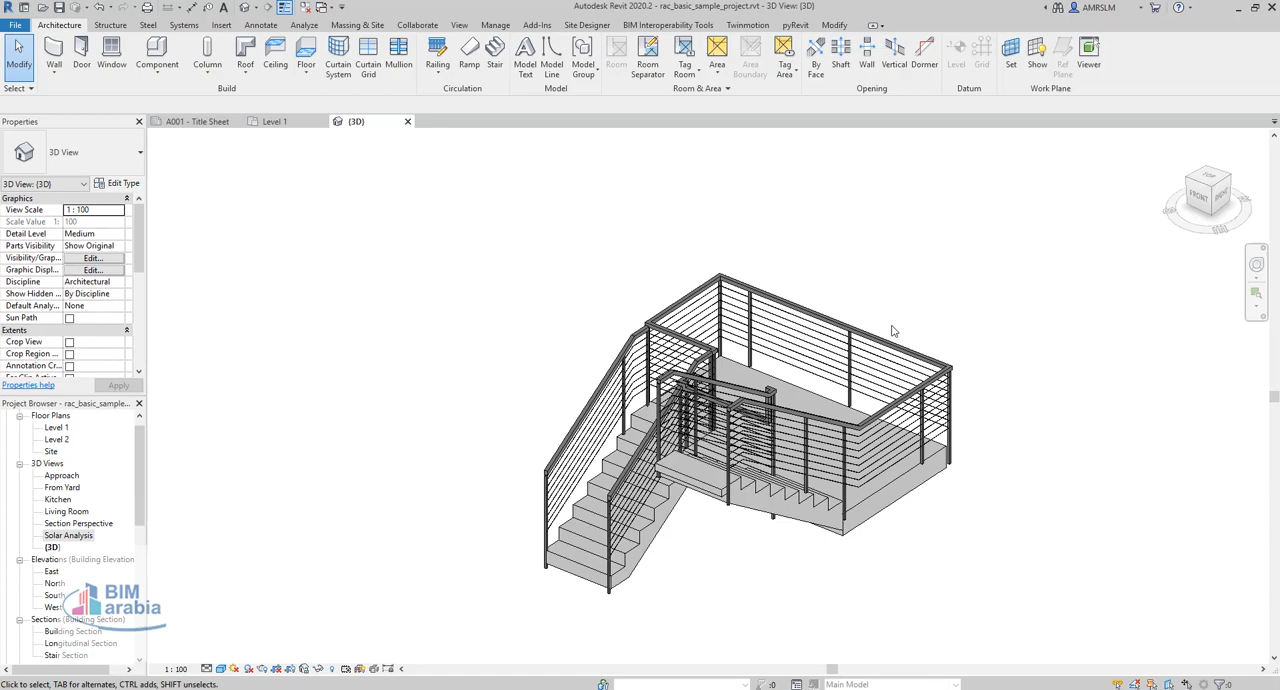 Autodesk Revit 2020.2 - rac_basic_sample_project.rvt - 3D View: {3D}
AMRSLM
File Architecture Structure Steel Systems Insert Annotate Analyze Massing & Site Collaborate View Manage Add-Ins Site Designer BIM Interoperability Tools Twinmotion pyRevit Modify
Modify Wall Door Window Component Column Roof Ceiling Floor Curtain System Curtain Grid Mullion Railing Ramp Stair Model Text Model Line Model Group Room Room Separator Tag Room Area Area Boundary Tag Area By Face Shaft Wall Vertical Dormer Level Grid Set Show Ref Plane Viewer
Select Build Circulation Model Room & Area Opening Datum Work Plane
Properties
A001 - Title Sheet
Level 1
{3D}
3D View
3D View: {3D}
Edit Type
Graphics
View Scale 1 : 100
Scale Value 1: 100
Detail Level Medium
Parts Visibility Show Original
Visibility/Grap... Edit...
Graphic Displ... Edit...
Discipline Architectural
Show Hidden ... By Discipline
Default Analy... None
Sun Path
Extents
Crop View
Crop Region ...
Annotation Cr...
Properties help
Apply
Project Browser - rac_basic_sample...
Floor Plans
Level 1
Level 2
Site
3D Views
Approach
From Yard
Kitchen
Living Room
Section Perspective
Solar Analysis
{3D}
Elevations (Building Elevation
East
North
South
West
Sections (Building Section)
Building Section
Longitudinal Section
Stair Section
BIM
arabia
TOP
FRONT
RIGHT
1 : 100
Click to select, TAB for alternates, CTRL adds, SHIFT unselects.
:0
Main Model
:0